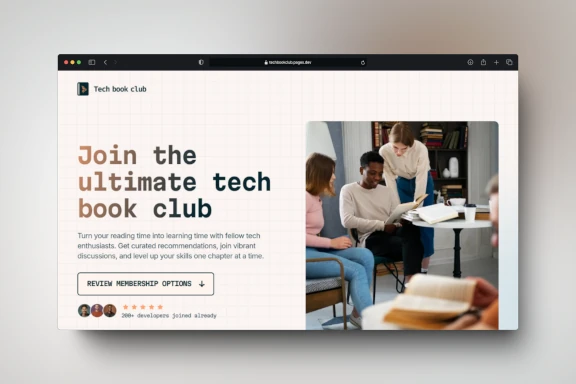 techbookclub.pages.dev
Tech book club
Join the
ultimate tech
book club
Turn your reading time into learning time with fellow tech
enthusiasts. Get curated recommendations, join vibrant
discussions, and level up your skills one chapter at a time.
REVIEW MEMBERSHIP OPTIONS ↓
200+ developers joined already